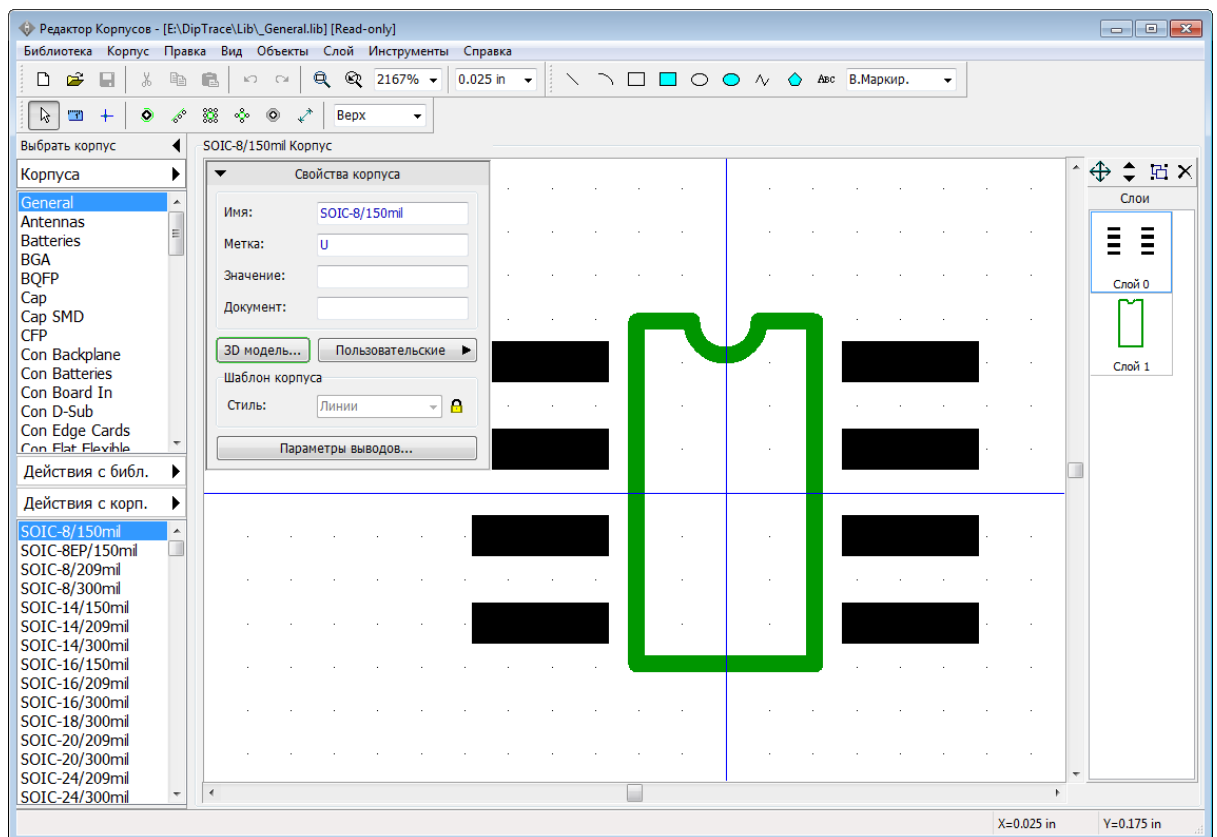 Редактор Корпусов - [E:\DipTrace\Lib\_General.lib] [Read-only]
Библиотека Корпус Правка Вид Объекты Слой Инструменты Справка
2167% 0.025 in ABC В.Маркир.
Верх
Выбрать корпус
SOIC-8/150mil Корпус
Корпуса
General
Antennas
Batteries
BGA
BQFP
Cap
Cap SMD
CFP
Con Backplane
Con Batteries
Con Board In
Con D-Sub
Con Edge Cards
Con Flat Flexible
Действия с библ.
Действия с корп.
SOIC-8/150mil
SOIC-8EP/150mil
SOIC-8/209mil
SOIC-8/300mil
SOIC-14/150mil
SOIC-14/209mil
SOIC-14/300mil
SOIC-16/150mil
SOIC-16/209mil
SOIC-16/300mil
SOIC-18/300mil
SOIC-20/209mil
SOIC-20/300mil
SOIC-24/209mil
SOIC-24/300mil
Свойства корпуса
Имя: SOIC-8/150mil
Метка: U
Значение:
Документ:
3D модель... Пользовательские
Шаблон корпуса
Стиль: Линии
Параметры выводов...
Слои
Слой 0
Слой 1
X=0.025 in Y=0.175 in